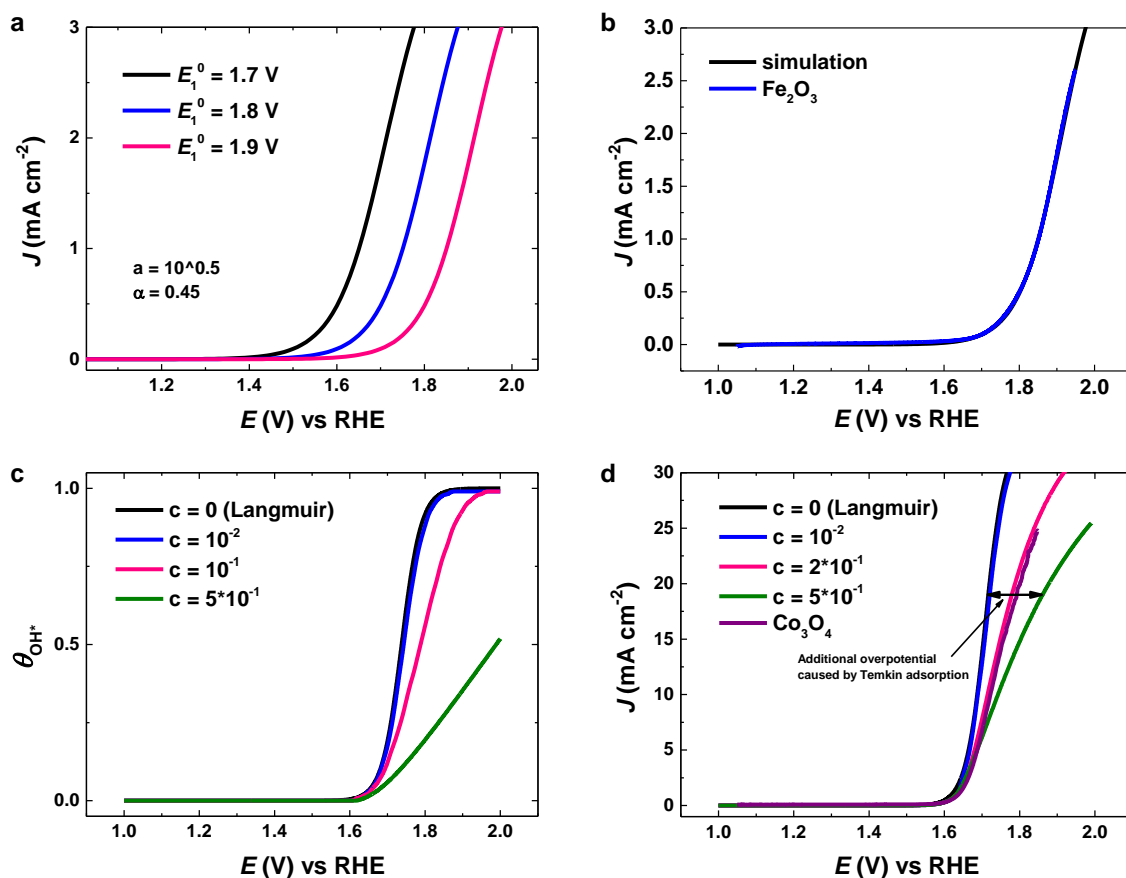 a
3
2
1
0
J (mA cm⁻²)
E₁⁰ = 1.7 V
E₁⁰ = 1.8 V
E₁⁰ = 1.9 V
a = 10^0.5
α = 0.45
1.2 1.4 1.6 1.8 2.0
E (V) vs RHE
b
3.0
2.5
2.0
1.5
1.0
0.5
0.0
J (mA cm⁻²)
simulation
Fe₂O₃
1.0 1.2 1.4 1.6 1.8 2.0
E (V) vs RHE
c
1.0
0.5
0.0
θOH*
c = 0 (Langmuir)
c = 10⁻²
c = 10⁻¹
c = 5*10⁻¹
1.0 1.2 1.4 1.6 1.8 2.0
E (V) vs RHE
d
30
25
20
15
10
5
0
J (mA cm⁻²)
c = 0 (Langmuir)
c = 10⁻²
c = 2*10⁻¹
c = 5*10⁻¹
Co₃O₄
Additional overpotential
caused by Temkin adsorption
1.0 1.2 1.4 1.6 1.8 2.0
E (V) vs RHE